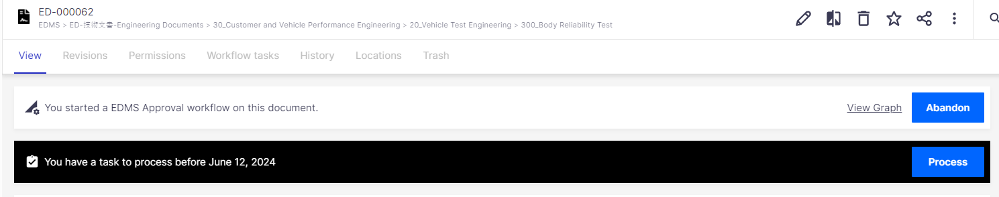 ED-000062
EDMS > ED-技術文書-Engineering Documents > 30_Customer and Vehicle Performance Engineering > 20_Vehicle Test Engineering > 300_Body Reliability Test
View Revisions Permissions Workflow tasks History Locations Trash
You started a EDMS Approval workflow on this document. View Graph Abandon
You have a task to process before June 12, 2024 Process